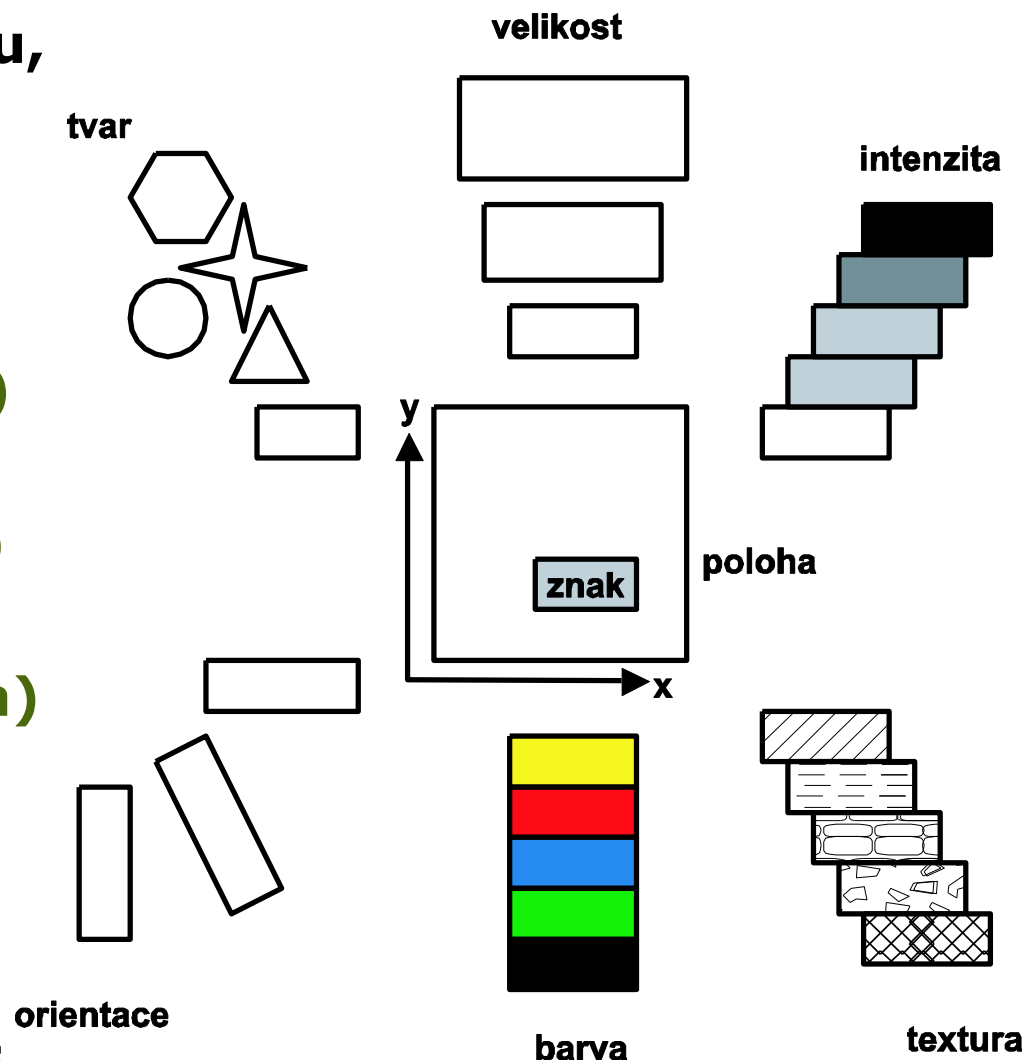 u,
velikost
tvar
intenzita
)
y
)
znak
poloha
n)
x
orientace
barva
textura